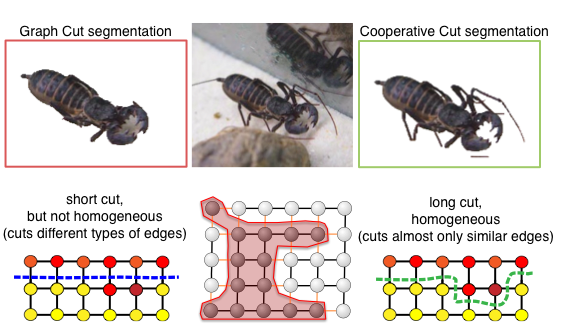 Graph Cut segmentation
Cooperative Cut segmentation
short cut,
but not homogeneous
(cuts different types of edges)
long cut,
homogeneous
(cuts almost only similar edges)